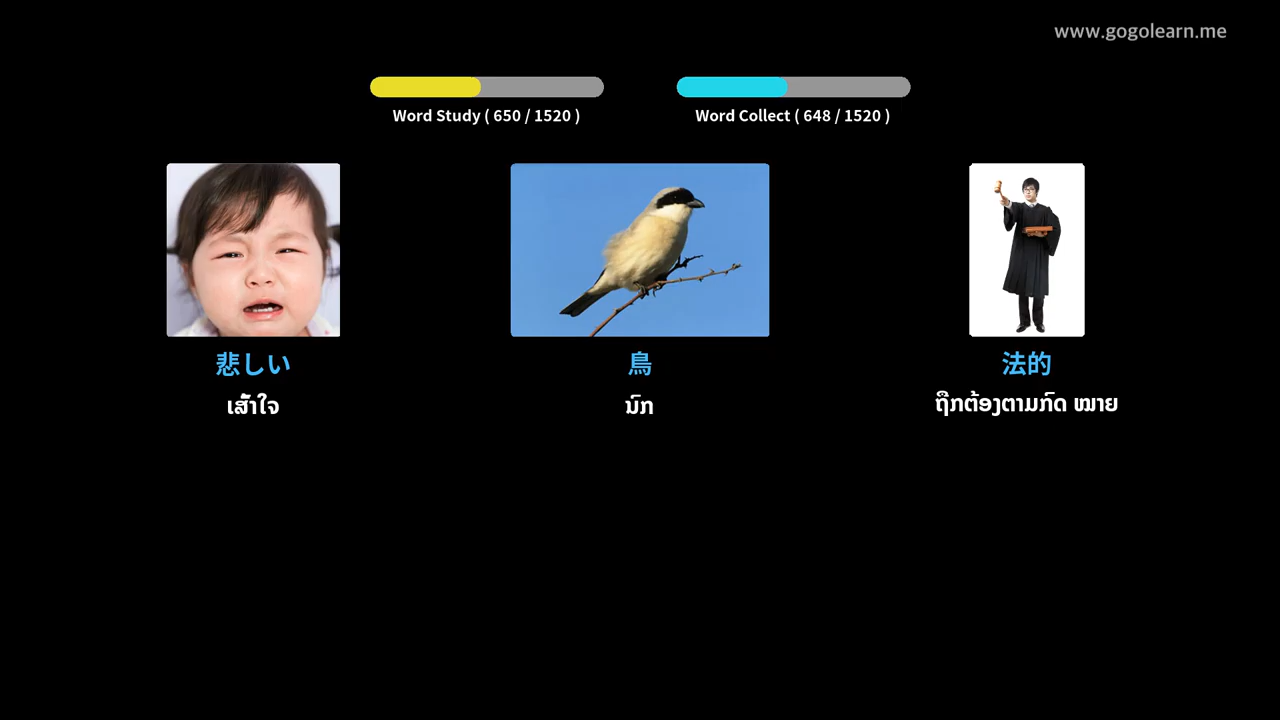 www.gogolearn.me
Word Study ( 650 / 1520 )
Word Collect ( 648 / 1520 )
悲しい
鳥
法的
ເສົ້າໃຈ
ນົກ
ຖືກຕ້ອງຕາມກົດ ໝາຍ